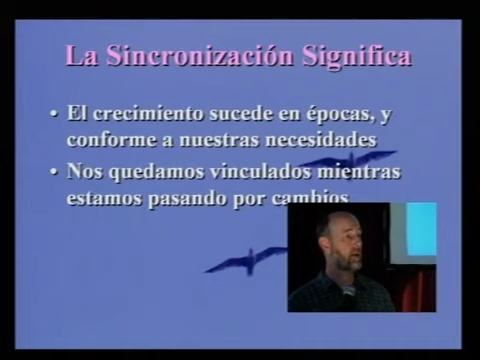 La Sincronización Significa
• El crecimiento sucede en épocas, y
conforme a nuestras necesidades
• Nos quedamos vinculados mientras
estamos pasando por cambios